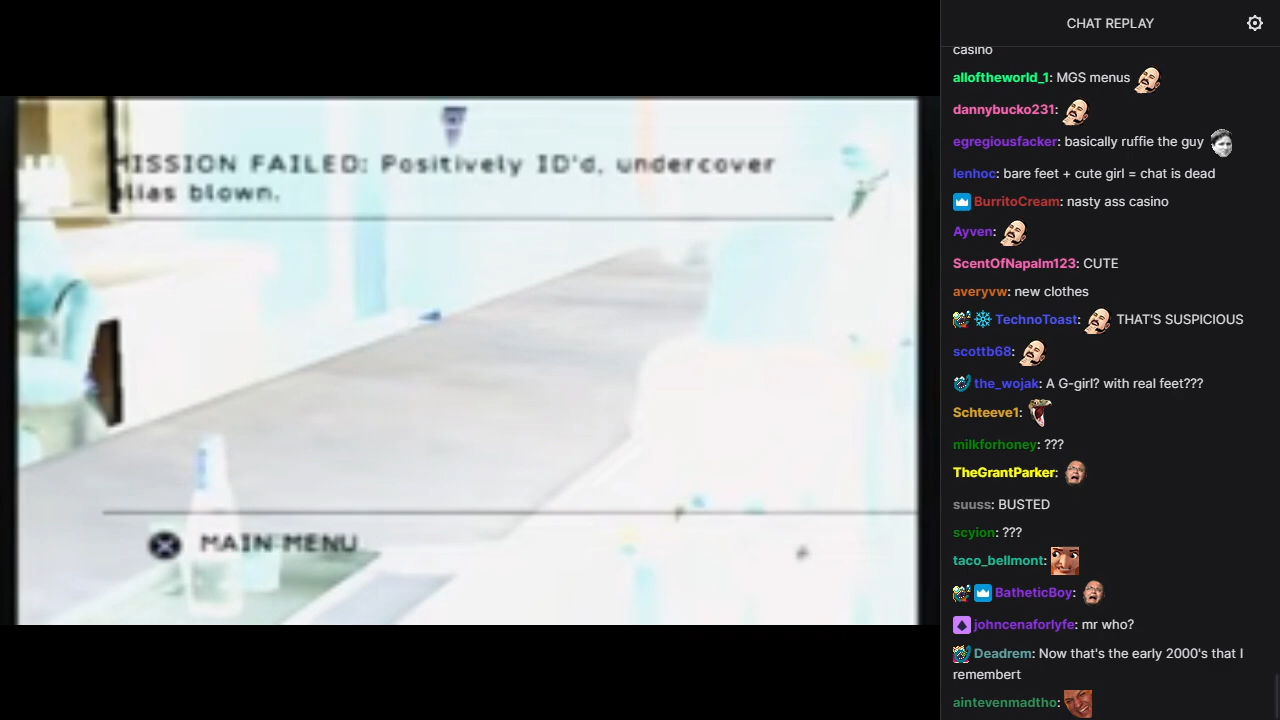 CHAT REPLAY
casino
alloftheworld_1: MGS menus
dannybucko231:
egregiousfacker: basically ruffie the guy
lenhoc: bare feet + cute girl = chat is dead
BurritoCream: nasty ass casino
Ayven:
ScentOfNapalm123: CUTE
averyvw: new clothes
TechnoToast: THAT'S SUSPICIOUS
scottb68:
the_wojak: A G-girl? with real feet???
Schteeve1:
milkforhoney: ???
TheGrantParker:
suuss: BUSTED
scyion: ???
taco_bellmont:
BatheticBoy:
johncenaforlyfe: mr who?
Deadrem: Now that's the early 2000's that I
remembert
aintevenmadtho:
MISSION FAILED: Positively ID'd, undercover
alias blown.
MAIN MENU